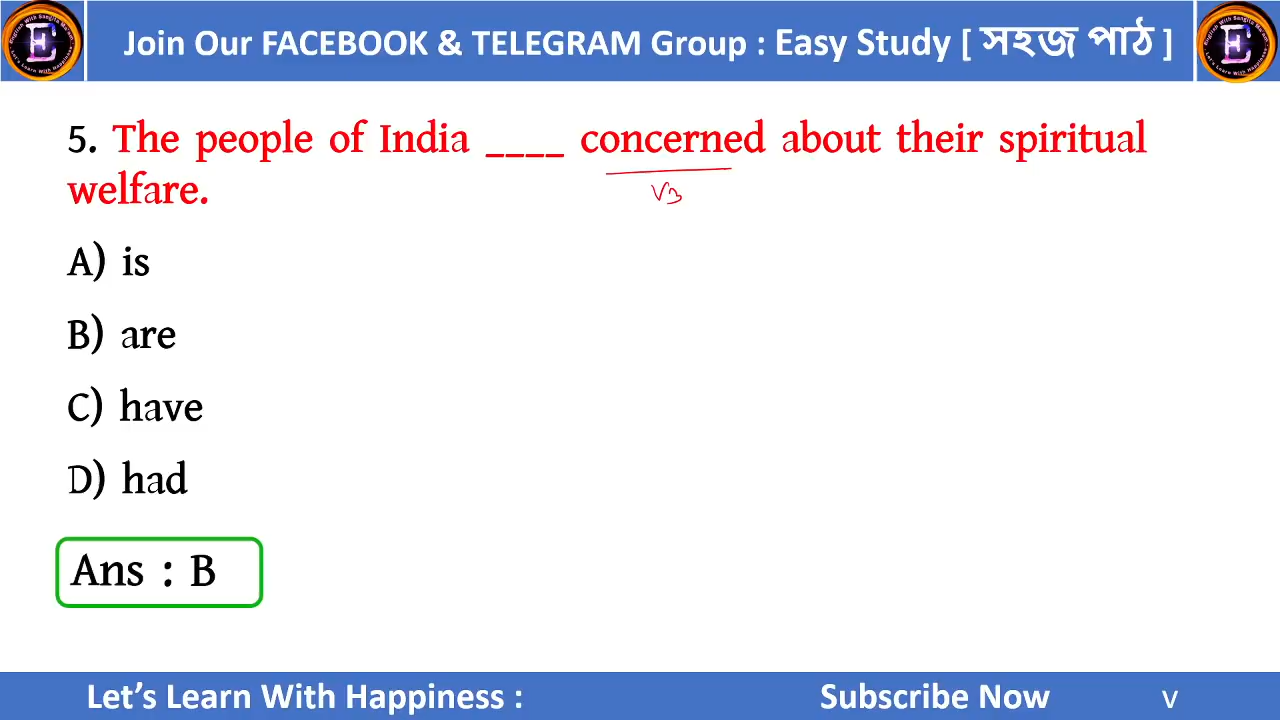 Join Our FACEBOOK & TELEGRAM Group : Easy Study [ সহজ পাঠ ]
5. The people of India ____ concerned about their spiritual
v3
welfare.
A) is
B) are
C) have
D) had
Ans : B
Let's Learn With Happiness :
Subscribe Now
v